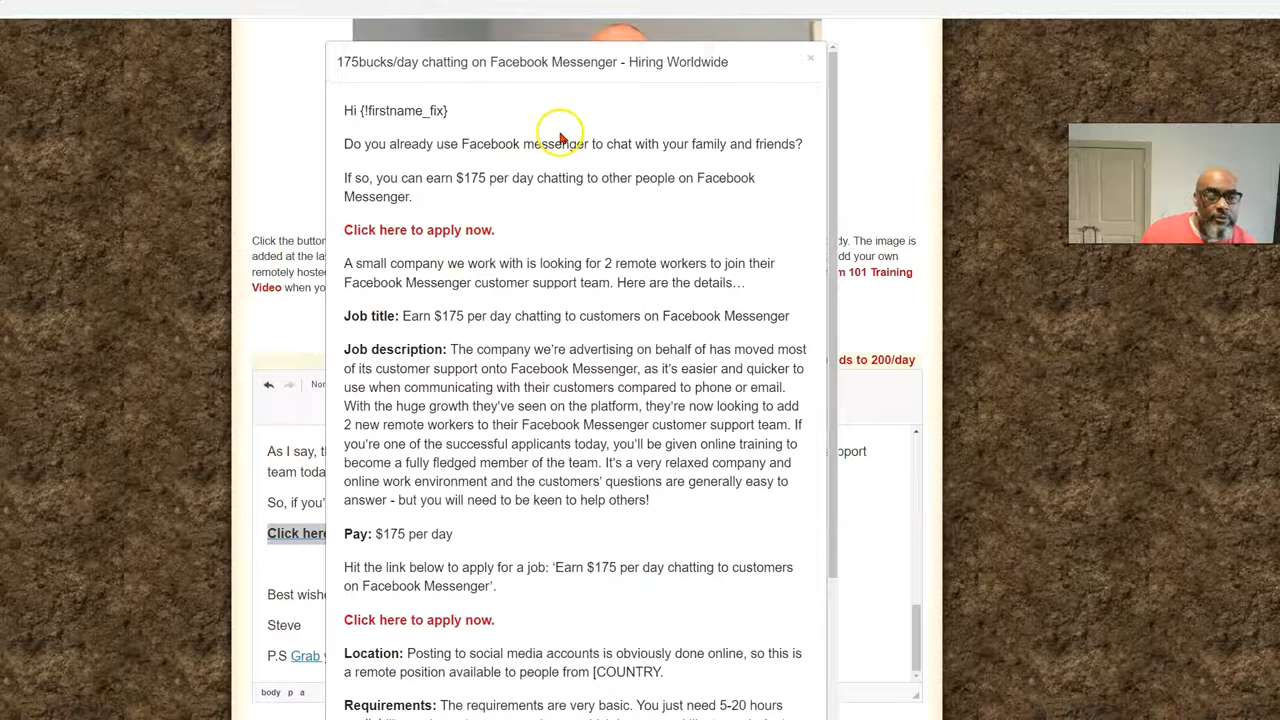 175bucks/day chatting on Facebook Messenger - Hiring Worldwide
×
Hi {!firstname_fix}
Do you already use Facebook messenger to chat with your family and friends?
If so, you can earn $175 per day chatting to other people on Facebook
Messenger.
Click here to apply now.
A small company we work with is looking for 2 remote workers to join their
Facebook Messenger customer support team. Here are the details…
Job title: Earn $175 per day chatting to customers on Facebook Messenger
Job description: The company we’re advertising on behalf of has moved most
of its customer support onto Facebook Messenger, as it’s easier and quicker to
use when communicating with their customers compared to phone or email.
With the huge growth they’ve seen on the platform, they’re now looking to add
2 new remote workers to their Facebook Messenger customer support team. If
you’re one of the successful applicants today, you’ll be given online training to
become a fully fledged member of the team. It’s a very relaxed company and
online work environment and the customers’ questions are generally easy to
answer - but you will need to be keen to help others!
Pay: $175 per day
Hit the link below to apply for a job: ‘Earn $175 per day chatting to customers
on Facebook Messenger’.
Click here to apply now.
Location: Posting to social media accounts is obviously done online, so this is
a remote position available to people from [COUNTRY.
Requirements: The requirements are very basic. You just need 5-20 hours
Click the button
added at the las
remotely hoste
Video when yo
dy. The image is
dd your own
m 101 Training
ds to 200/day
Nor
As I say, th
pport
team toda
So, if you’
Click here
Best wishe
Steve
P.S Grab y
body p a